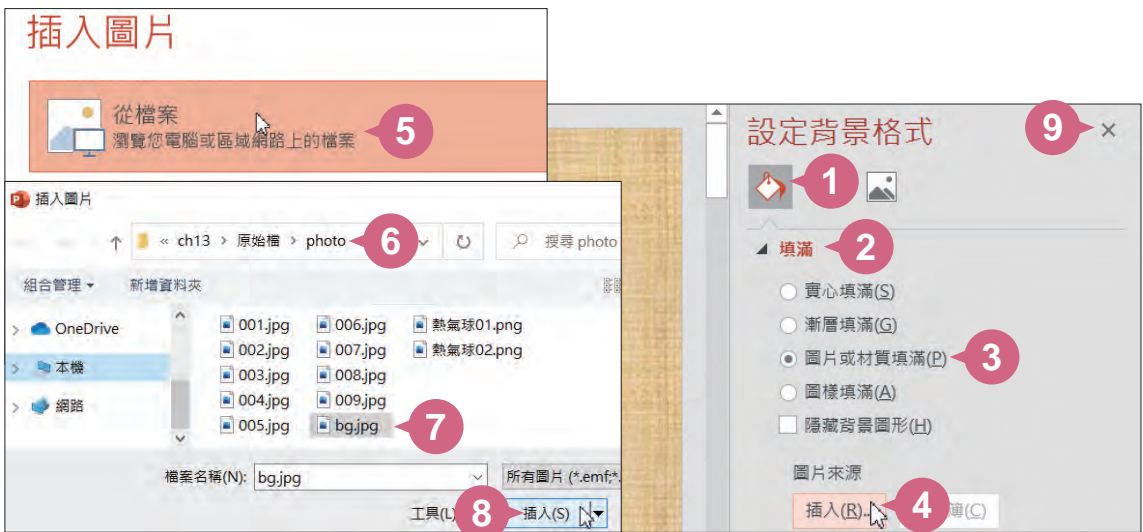 插入圖片
從檔案
瀏覽您電腦或區域網路上的檔案
5
插入圖片
« ch13 › 原始檔 › photo
6
搜尋 photo
組合管理
新增資料夾
OneDrive
本機
網路
001.jpg
002.jpg
003.jpg
004.jpg
005.jpg
006.jpg
007.jpg
008.jpg
009.jpg
bg.jpg
7
熱氣球01.png
熱氣球02.png
檔案名稱(N): bg.jpg
所有圖片 (*.emf;*.
工具(L)
8
插入(S)
設定背景格式
9
1
填滿
2
實心填滿(S)
漸層填滿(G)
圖片或材質填滿(P)
3
圖樣填滿(A)
隱藏背景圖形(H)
圖片來源
插入(R)...
4
簿(C)